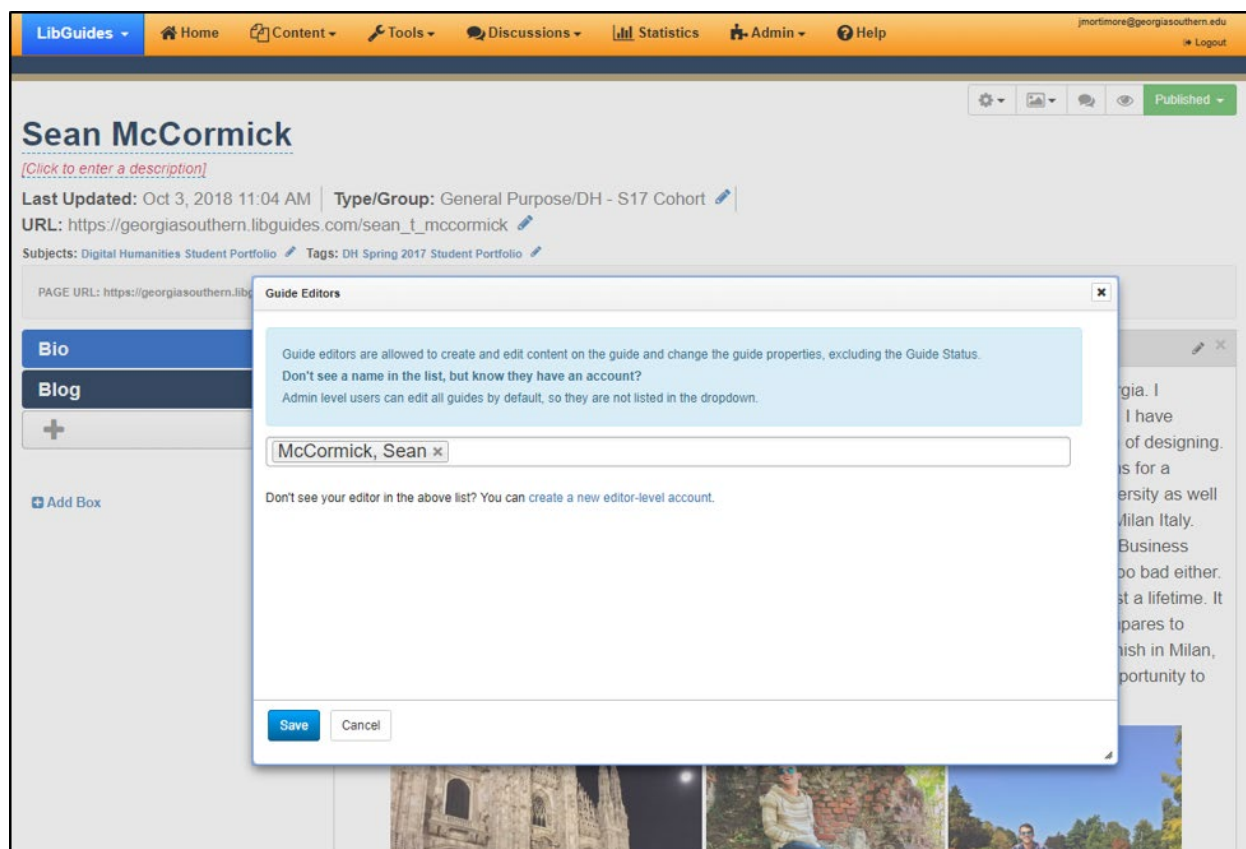 LibGuides Home Content Tools Discussions Statistics Admin Help
jmortimore@georgiasouthern.edu
Logout
Published
Sean McCormick
[Click to enter a description]
Last Updated: Oct 3, 2018 11:04 AM Type/Group: General Purpose/DH - S17 Cohort
URL: https://georgiasouthern.libguides.com/sean_t_mccormick
Subjects: Digital Humanities Student Portfolio Tags: DH Spring 2017 Student Portfolio
PAGE URL: https://georgiasouthern.libg
Bio
Blog
Add Box
Guide Editors
Guide editors are allowed to create and edit content on the guide and change the guide properties, excluding the Guide Status.
Don't see a name in the list, but know they have an account?
Admin level users can edit all guides by default, so they are not listed in the dropdown.
McCormick, Sean ×
Don't see your editor in the above list? You can create a new editor-level account.
Save Cancel
rgia. I
I have
of designing.
s for a
ersity as well
Milan Italy.
Business
oo bad either.
st a lifetime. It
pares to
nish in Milan,
portunity to